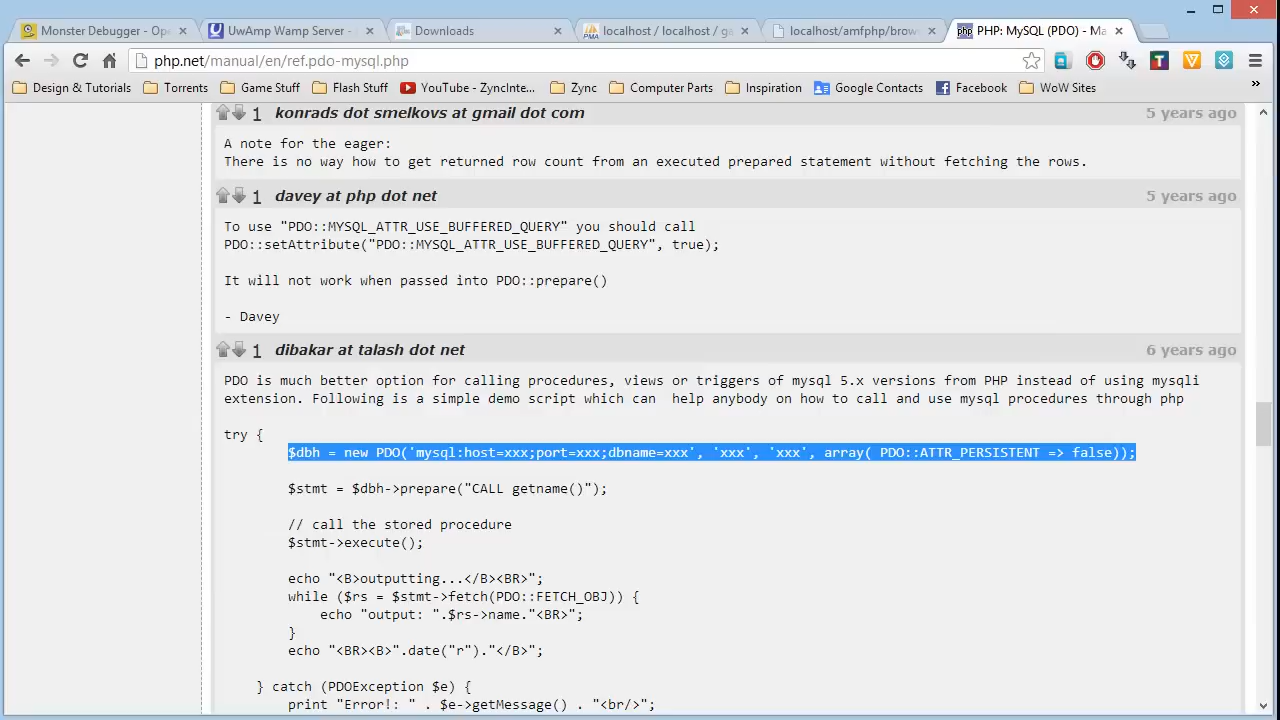 Monster Debugger - Ope
UwAmp Wamp Server -
Downloads
localhost / localhost / ga
localhost/amfphp/brow
PHP: MySQL (PDO) - Ma
php.net/manual/en/ref.pdo-mysql.php
Design & Tutorials
Torrents
Game Stuff
Flash Stuff
YouTube - ZyncInte...
Zync
Computer Parts
Inspiration
Google Contacts
Facebook
WoW Sites
»
1 konrads dot smelkovs at gmail dot com 5 years ago
A note for the eager:
There is no way how to get returned row count from an executed prepared statement without fetching the rows.
1 davey at php dot net 5 years ago
To use "PDO::MYSQL_ATTR_USE_BUFFERED_QUERY" you should call
PDO::setAttribute("PDO::MYSQL_ATTR_USE_BUFFERED_QUERY", true);
It will not work when passed into PDO::prepare()
- Davey
1 dibakar at talash dot net 6 years ago
PDO is much better option for calling procedures, views or triggers of mysql 5.x versions from PHP instead of using mysqli
extension. Following is a simple demo script which can  help anybody on how to call and use mysql procedures through php
try {
$dbh = new PDO('mysql:host=xxx;port=xxx;dbname=xxx', 'xxx', 'xxx', array( PDO::ATTR_PERSISTENT => false));
$stmt = $dbh->prepare("CALL getname()");
// call the stored procedure
$stmt->execute();
echo "<B>outputting...</B><BR>";
while ($rs = $stmt->fetch(PDO::FETCH_OBJ)) {
echo "output: ".$rs->name."<BR>";
}
echo "<BR><B>".date("r")."</B>";
} catch (PDOException $e) {
print "Error!: " . $e->getMessage() . "<br/>";